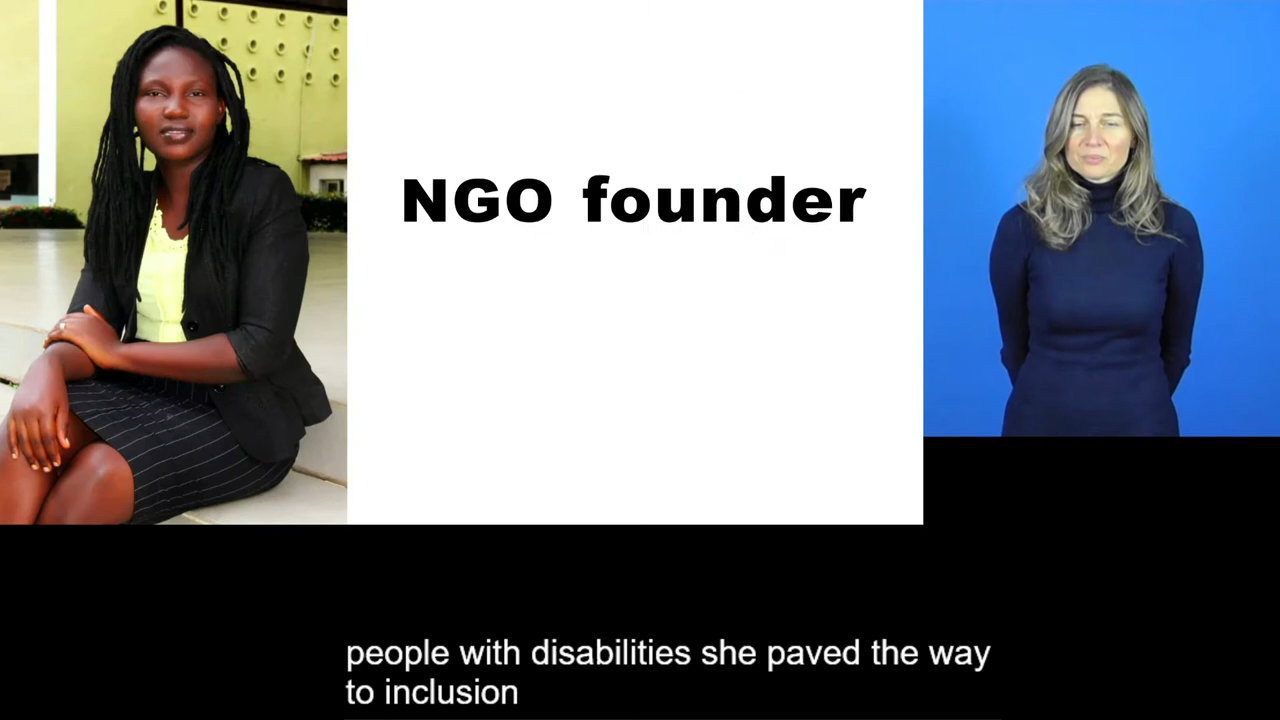 NGO founder
people with disabilities she paved the way
to inclusion